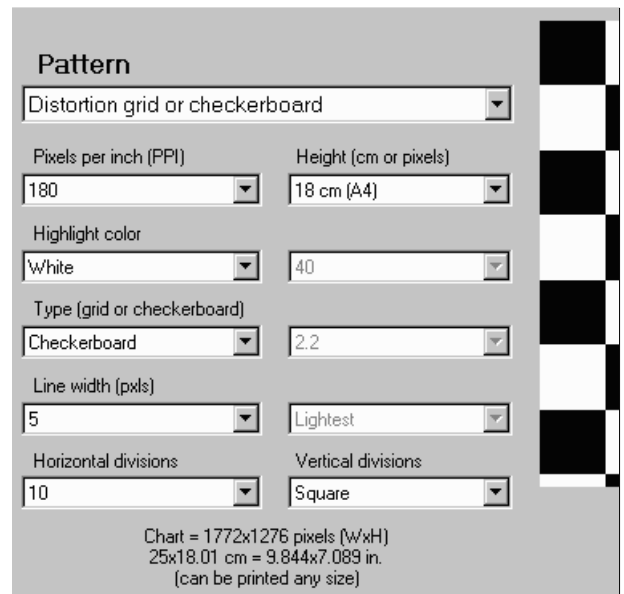 Pattern
Distortion grid or checkerboard
Pixels per inch (PPI) Height (cm or pixels)
180 18 cm (A4)
Highlight color
White 40
Type (grid or checkerboard)
Checkerboard 2.2
Line width (pxls)
5 Lightest
Horizontal divisions Vertical divisions
10 Square
Chart = 1772x1276 pixels (WxH)
25x18.01 cm = 9.844x7.089 in.
(can be printed any size)